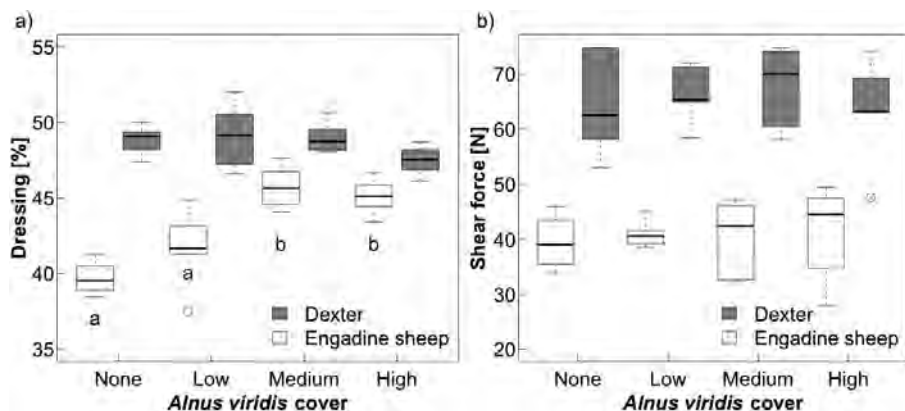 a)
Dressing [%]
55
50
45
40
35
a
a
b
b
Dexter
Engadine sheep
None
Low
Medium
High
Alnus viridis cover
b)
Shear force [N]
70
60
50
40
30
20
Dexter
Engadine sheep
None
Low
Medium
High
Alnus viridis cover